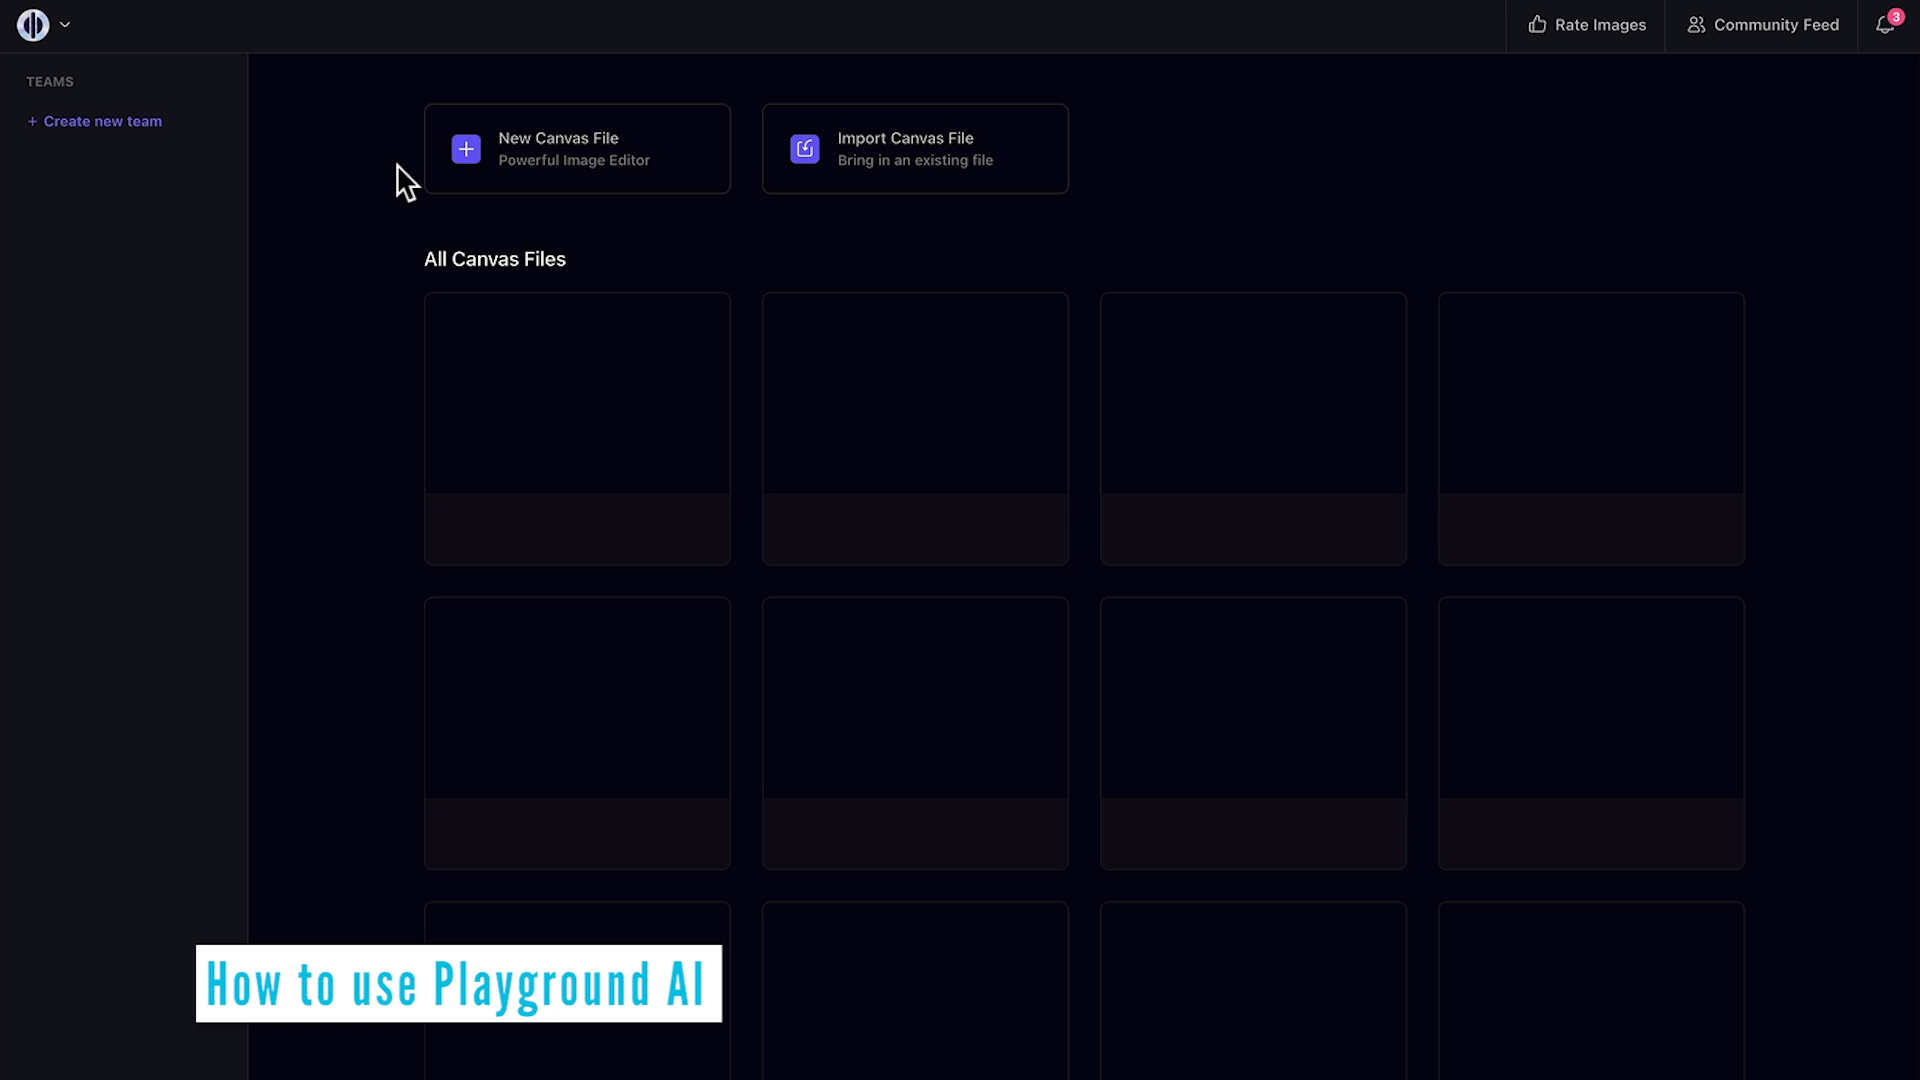 Rate Images
Community Feed
3
TEAMS
+ Create new team
New Canvas File
Powerful Image Editor
Import Canvas File
Bring in an existing file
All Canvas Files
How to use Playground AI